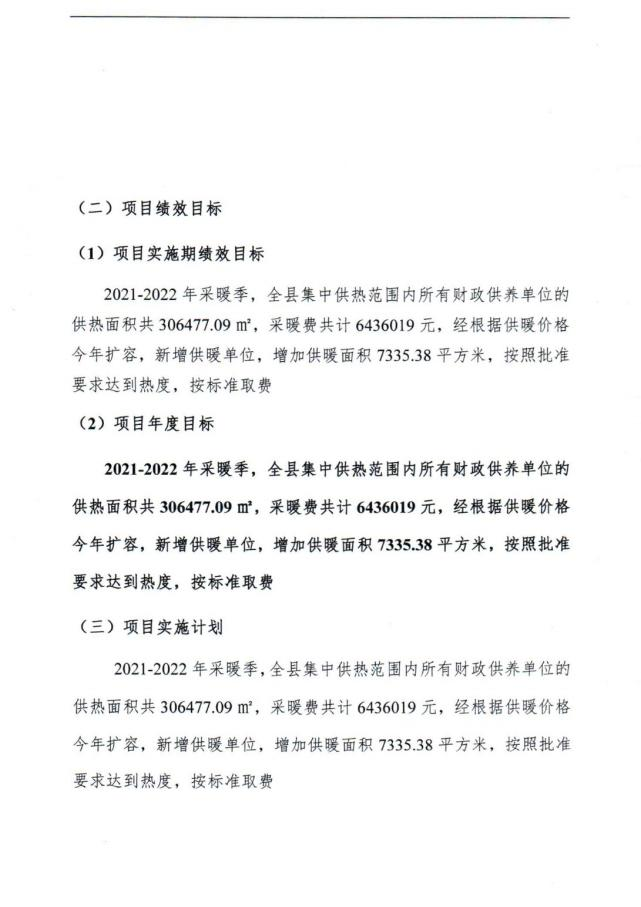 （二）项目绩效目标
（1）项目实施期绩效目标
2021-2022 年采暖季，全县集中供热范围内所有财政供养单位的
供热面积共 306477.09 ㎡，采暖费共计 6436019 元，经根据供暖价格
今年扩容，新增供暖单位，增加供暖面积 7335.38 平方米，按照批准
要求达到热度，按标准取费
（2）项目年度目标
2021-2022 年采暖季，全县集中供热范围内所有财政供养单位的
供热面积共 306477.09 ㎡，采暖费共计 6436019 元，经根据供暖价格
今年扩容，新增供暖单位，增加供暖面积 7335.38 平方米，按照批准
要求达到热度，按标准取费
（三）项目实施计划
2021-2022 年采暖季，全县集中供热范围内所有财政供养单位的
供热面积共 306477.09 ㎡，采暖费共计 6436019 元，经根据供暖价格
今年扩容，新增供暖单位，增加供暖面积 7335.38 平方米，按照批准
要求达到热度，按标准取费